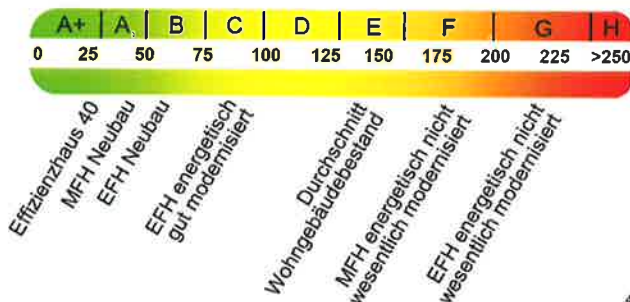 A+ A B C D E F G H
0 25 50 75 100 125 150 175 200 225 >250
Effizienzhaus 40
MFH Neubau
EFH Neubau
EFH energetisch
gut modernisiert
Durchschnitt
Wohngebäudebestand
MFH energetisch nicht
wesentlich modernisiert
EFH energetisch nicht
wesentlich modernisiert